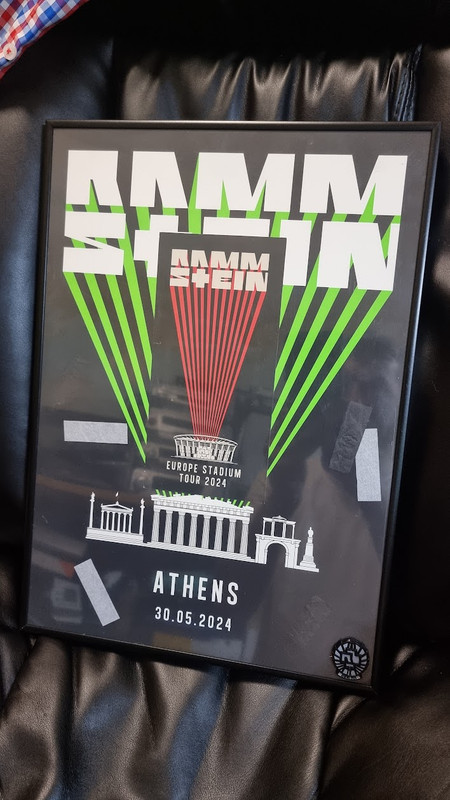 RAMM
STEIN
RAMM
STEIN
EUROPE STADIUM
TOUR 2024
ATHENS
30.05.2024